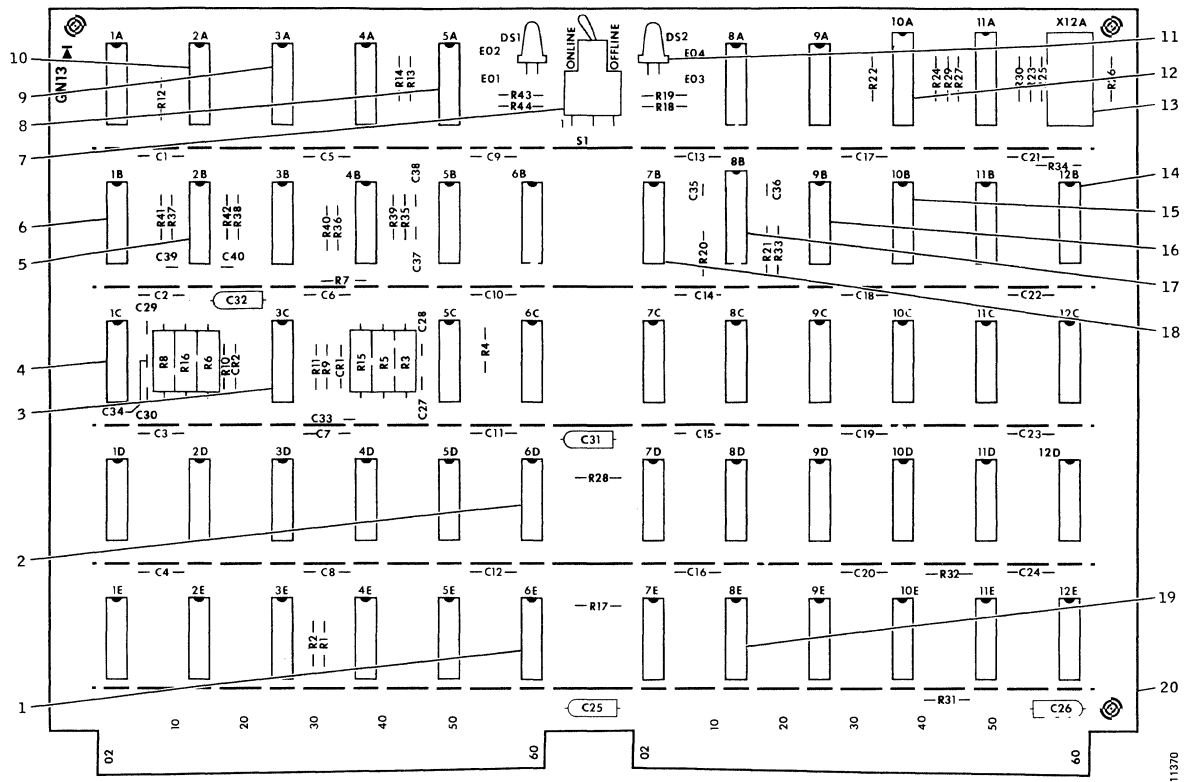 1A 2A 3A 4A 5A DS1 EO2 ONLINE OFFLINE DS2 EO4 8A 9A 10A 11A X12A
GN13
10 9 8 7
R12 R14 R13 EO1 R43 R44 R19 R18 EO3 R22 R24 R29 R27 R30 R23 R25 R26
11 12 13
S1
C1 C5 C38 C9 C13 C17 C21 R34
1B 2B 3B 4B 5B 6B 7B 8B 9B 10B 11B 12B
14 15 16 17 18
6 5
R41 R37 R42 R38 R40 R36 R39 R35 C35 C36 R20 R21 R33
C39 C40 C37
R7
C2 C32 C6 C10 C14 C18 C22
C29 C28
1C 3C 5C 6C 7C 8C 9C 10C 11C 12C
4 3
R8 R16 R6 R10 CR2 R11 R9 CR1 R15 R5 R3 R4
C34 C30 C33 C27
C3 C7 C11 C31 C15 C19 C23
1D 2D 3D 4D 5D 6D 7D 8D 9D 10D 11D 12D
R28
2
C4 C8 C12 C16 C20 R32 C24
1E 2E 3E 4E 5E 6E 7E 8E 9E 10E 11E 12E
R17
19
R2 R1
1 20
R31
C25 C26
10 20 30 40 50 10 20 30 40 50
02 60 02 60
11370